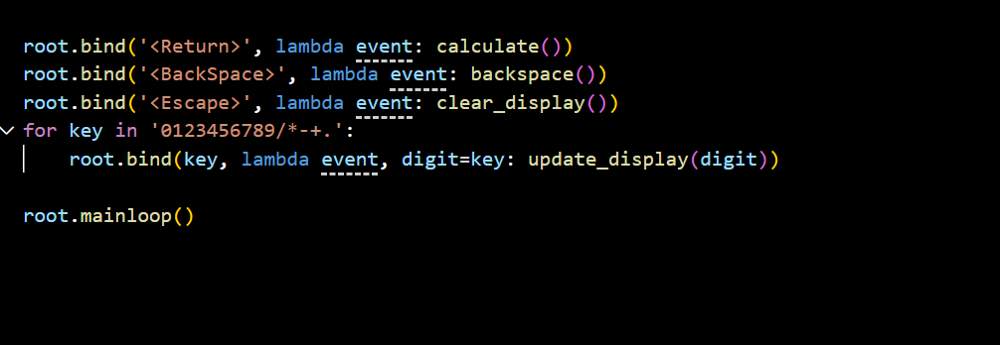 root.bind('<Return>', lambda event: calculate())
root.bind('<BackSpace>', lambda event: backspace())
root.bind('<Escape>', lambda event: clear_display())
for key in '0123456789/*-+.':
    root.bind(key, lambda event, digit=key: update_display(digit))
root.mainloop()